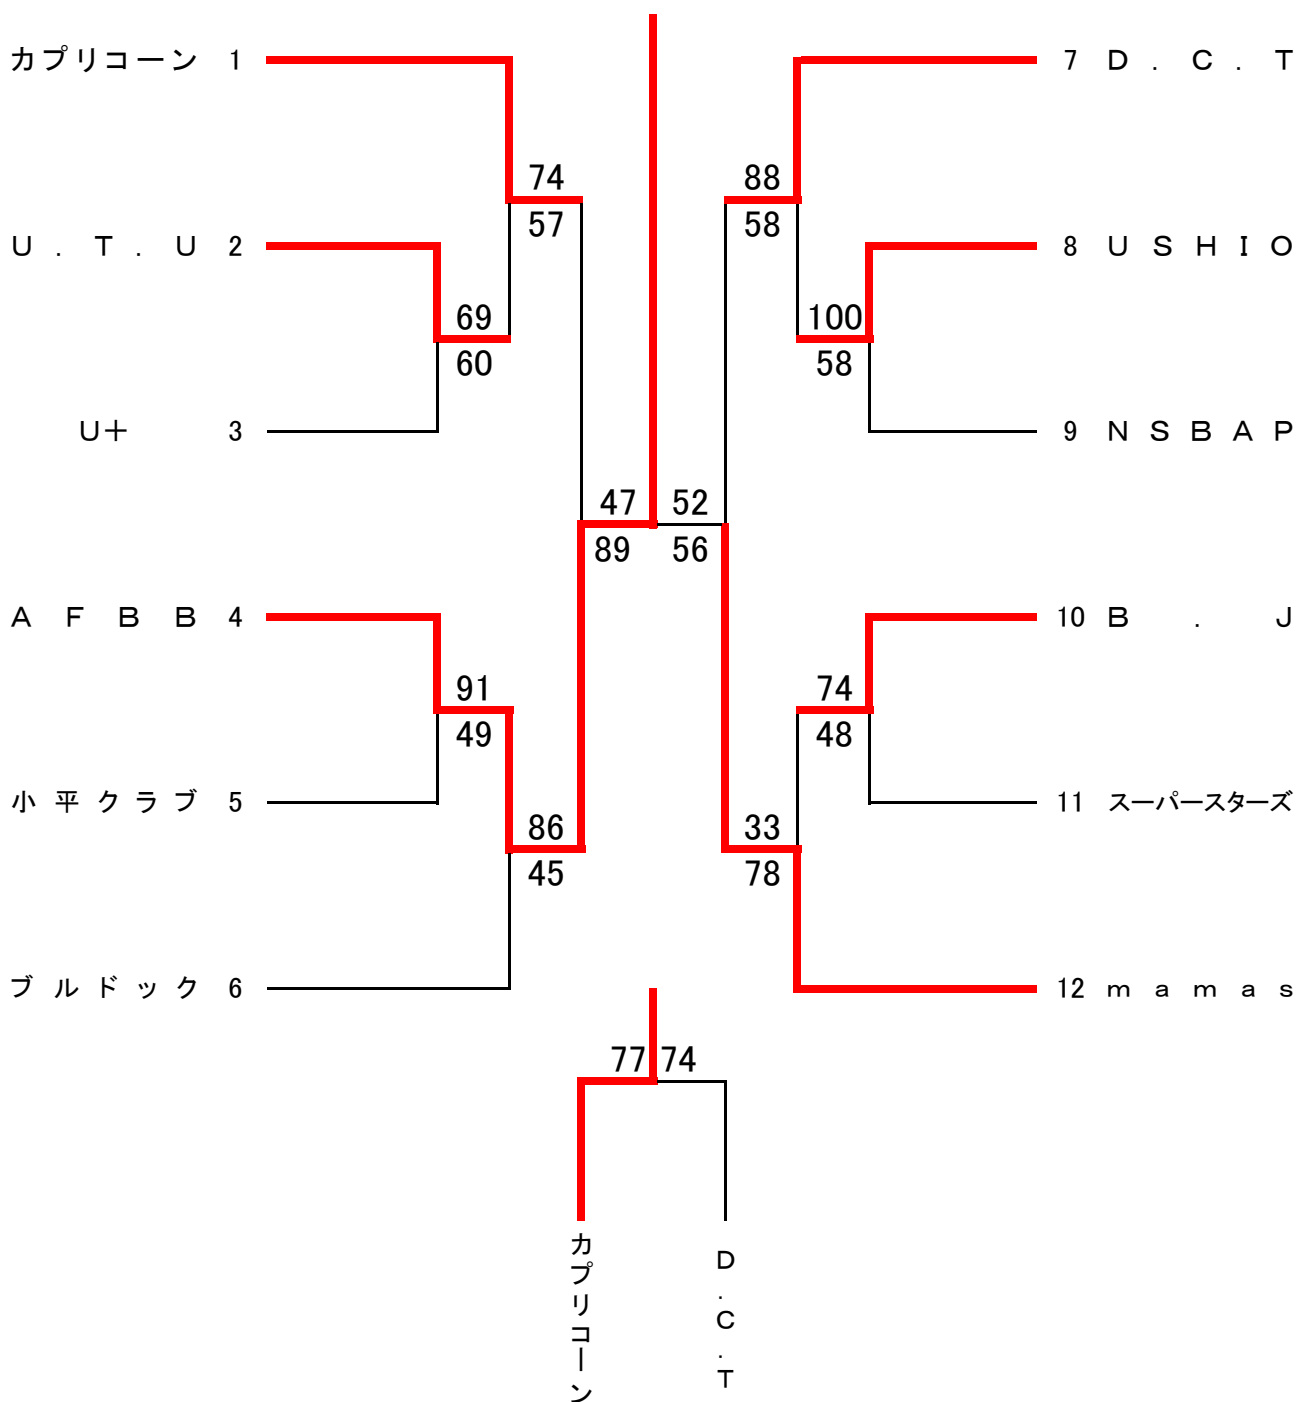 カプリコーン 1
74
57
U . T . U 2
69
60
U＋ 3
47
89
A F B B 4
91
49
小平クラブ 5
86
45
ブルドック 6
7 D . C . T
88
58
8 U S H I O
100
58
9 N S B A P
52
56
10 B . J
74
48
11 スーパースターズ
33
78
12 m a m a s
77 74
カプリコーン
D . C . T